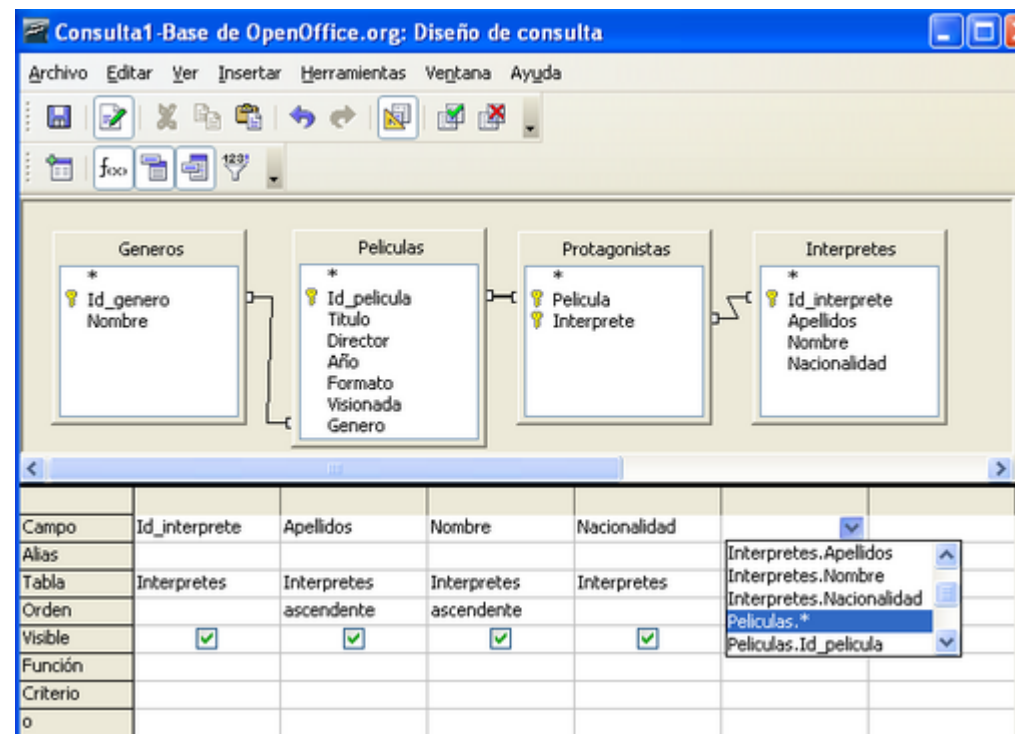 Consulta1-Base de OpenOffice.org: Diseño de consulta
Archivo Editar Ver Insertar Herramientas Ventana Ayuda
f(x) 123!
Generos
*
Id_genero
Nombre
Peliculas
*
Id_pelicula
Titulo
Director
Año
Formato
Visionada
Genero
Protagonistas
*
Pelicula
Interprete
Interpretes
*
Id_interprete
Apellidos
Nombre
Nacionalidad
Campo Id_interprete Apellidos Nombre Nacionalidad
Alias
Tabla Interpretes Interpretes Interpretes Interpretes
Orden ascendente ascendente
Visible
Función
Criterio
o
Interpretes.Apellidos
Interpretes.Nombre
Interpretes.Nacionalidad
Peliculas.*
Peliculas.Id_pelicula